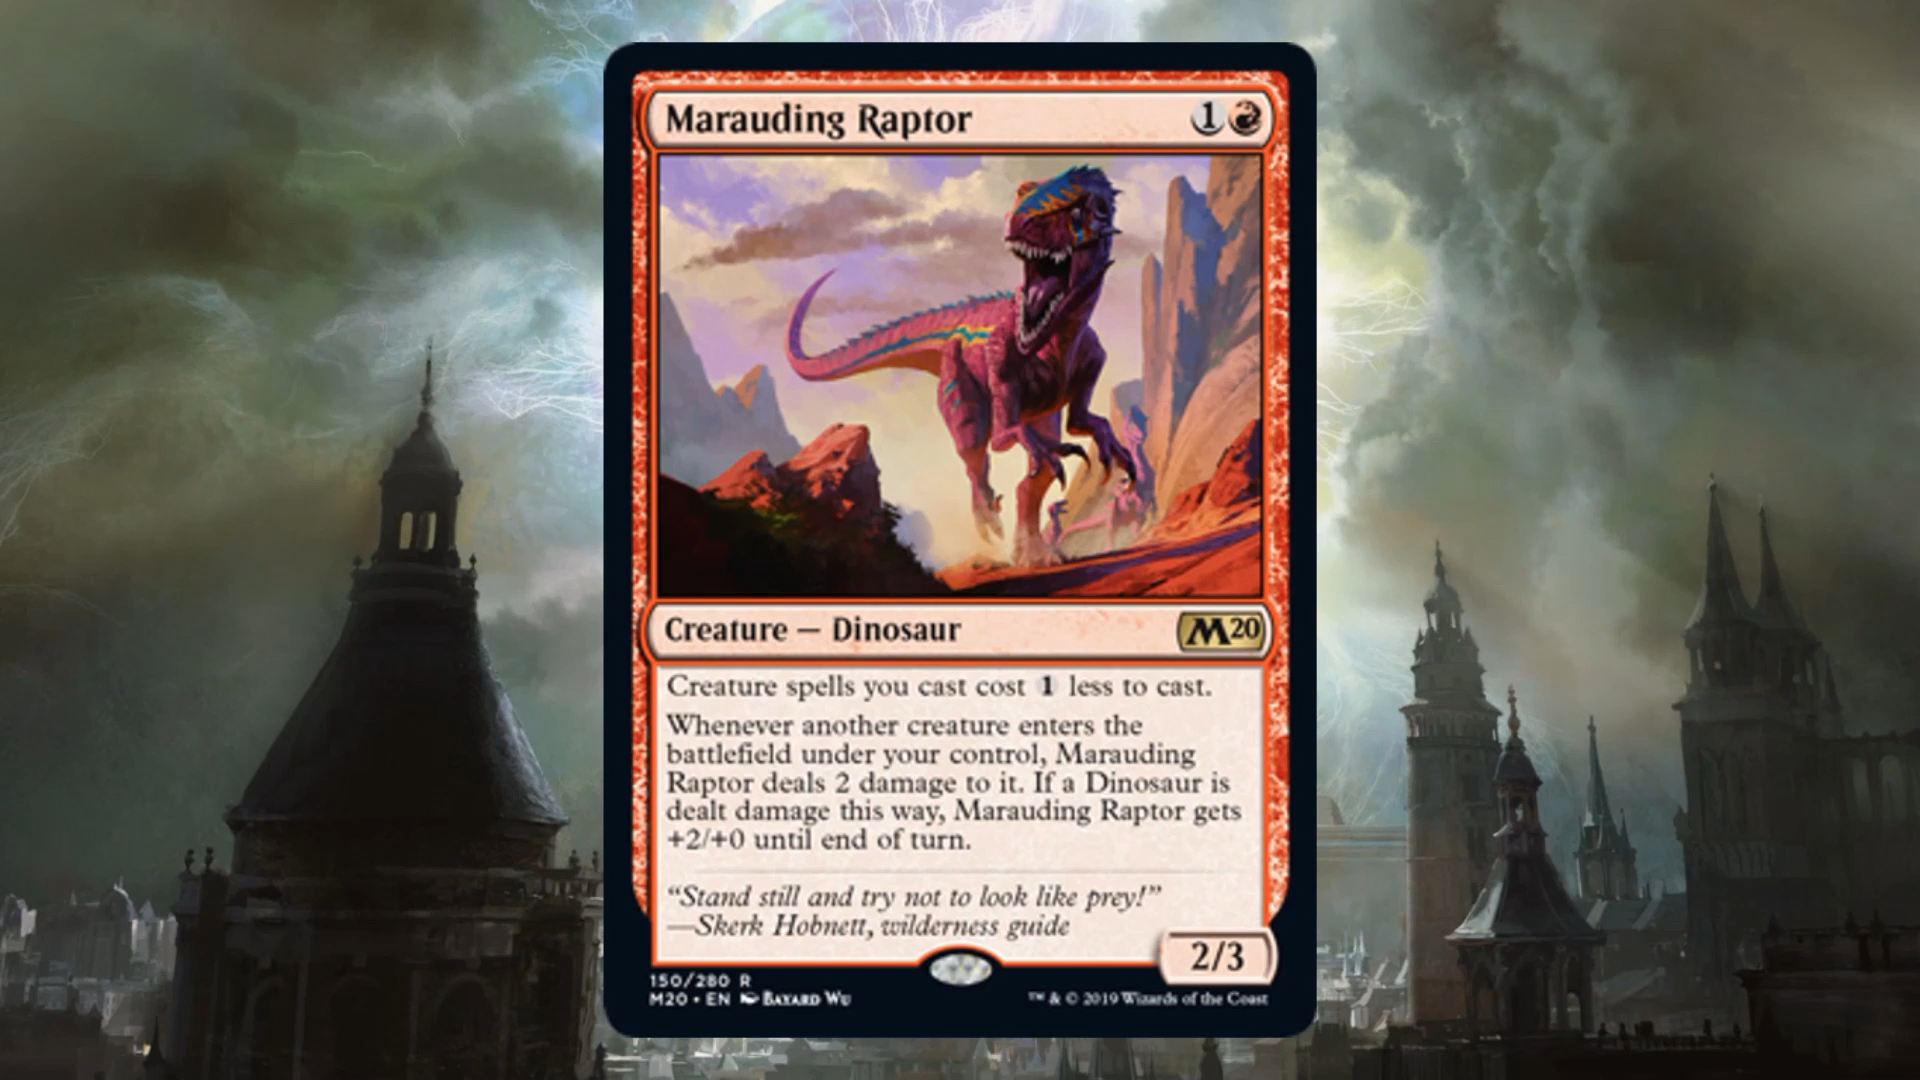 Marauding Raptor 1
Creature — Dinosaur M20
Creature spells you cast cost 1 less to cast.
Whenever another creature enters the
battlefield under your control, Marauding
Raptor deals 2 damage to it. If a Dinosaur is
dealt damage this way, Marauding Raptor gets
+2/+0 until end of turn.
“Stand still and try not to look like prey!”
—Skerk Hobnett, wilderness guide
2/3
150/280 R
M20 • EN Bayard Wu
™ & © 2019 Wizards of the Coast